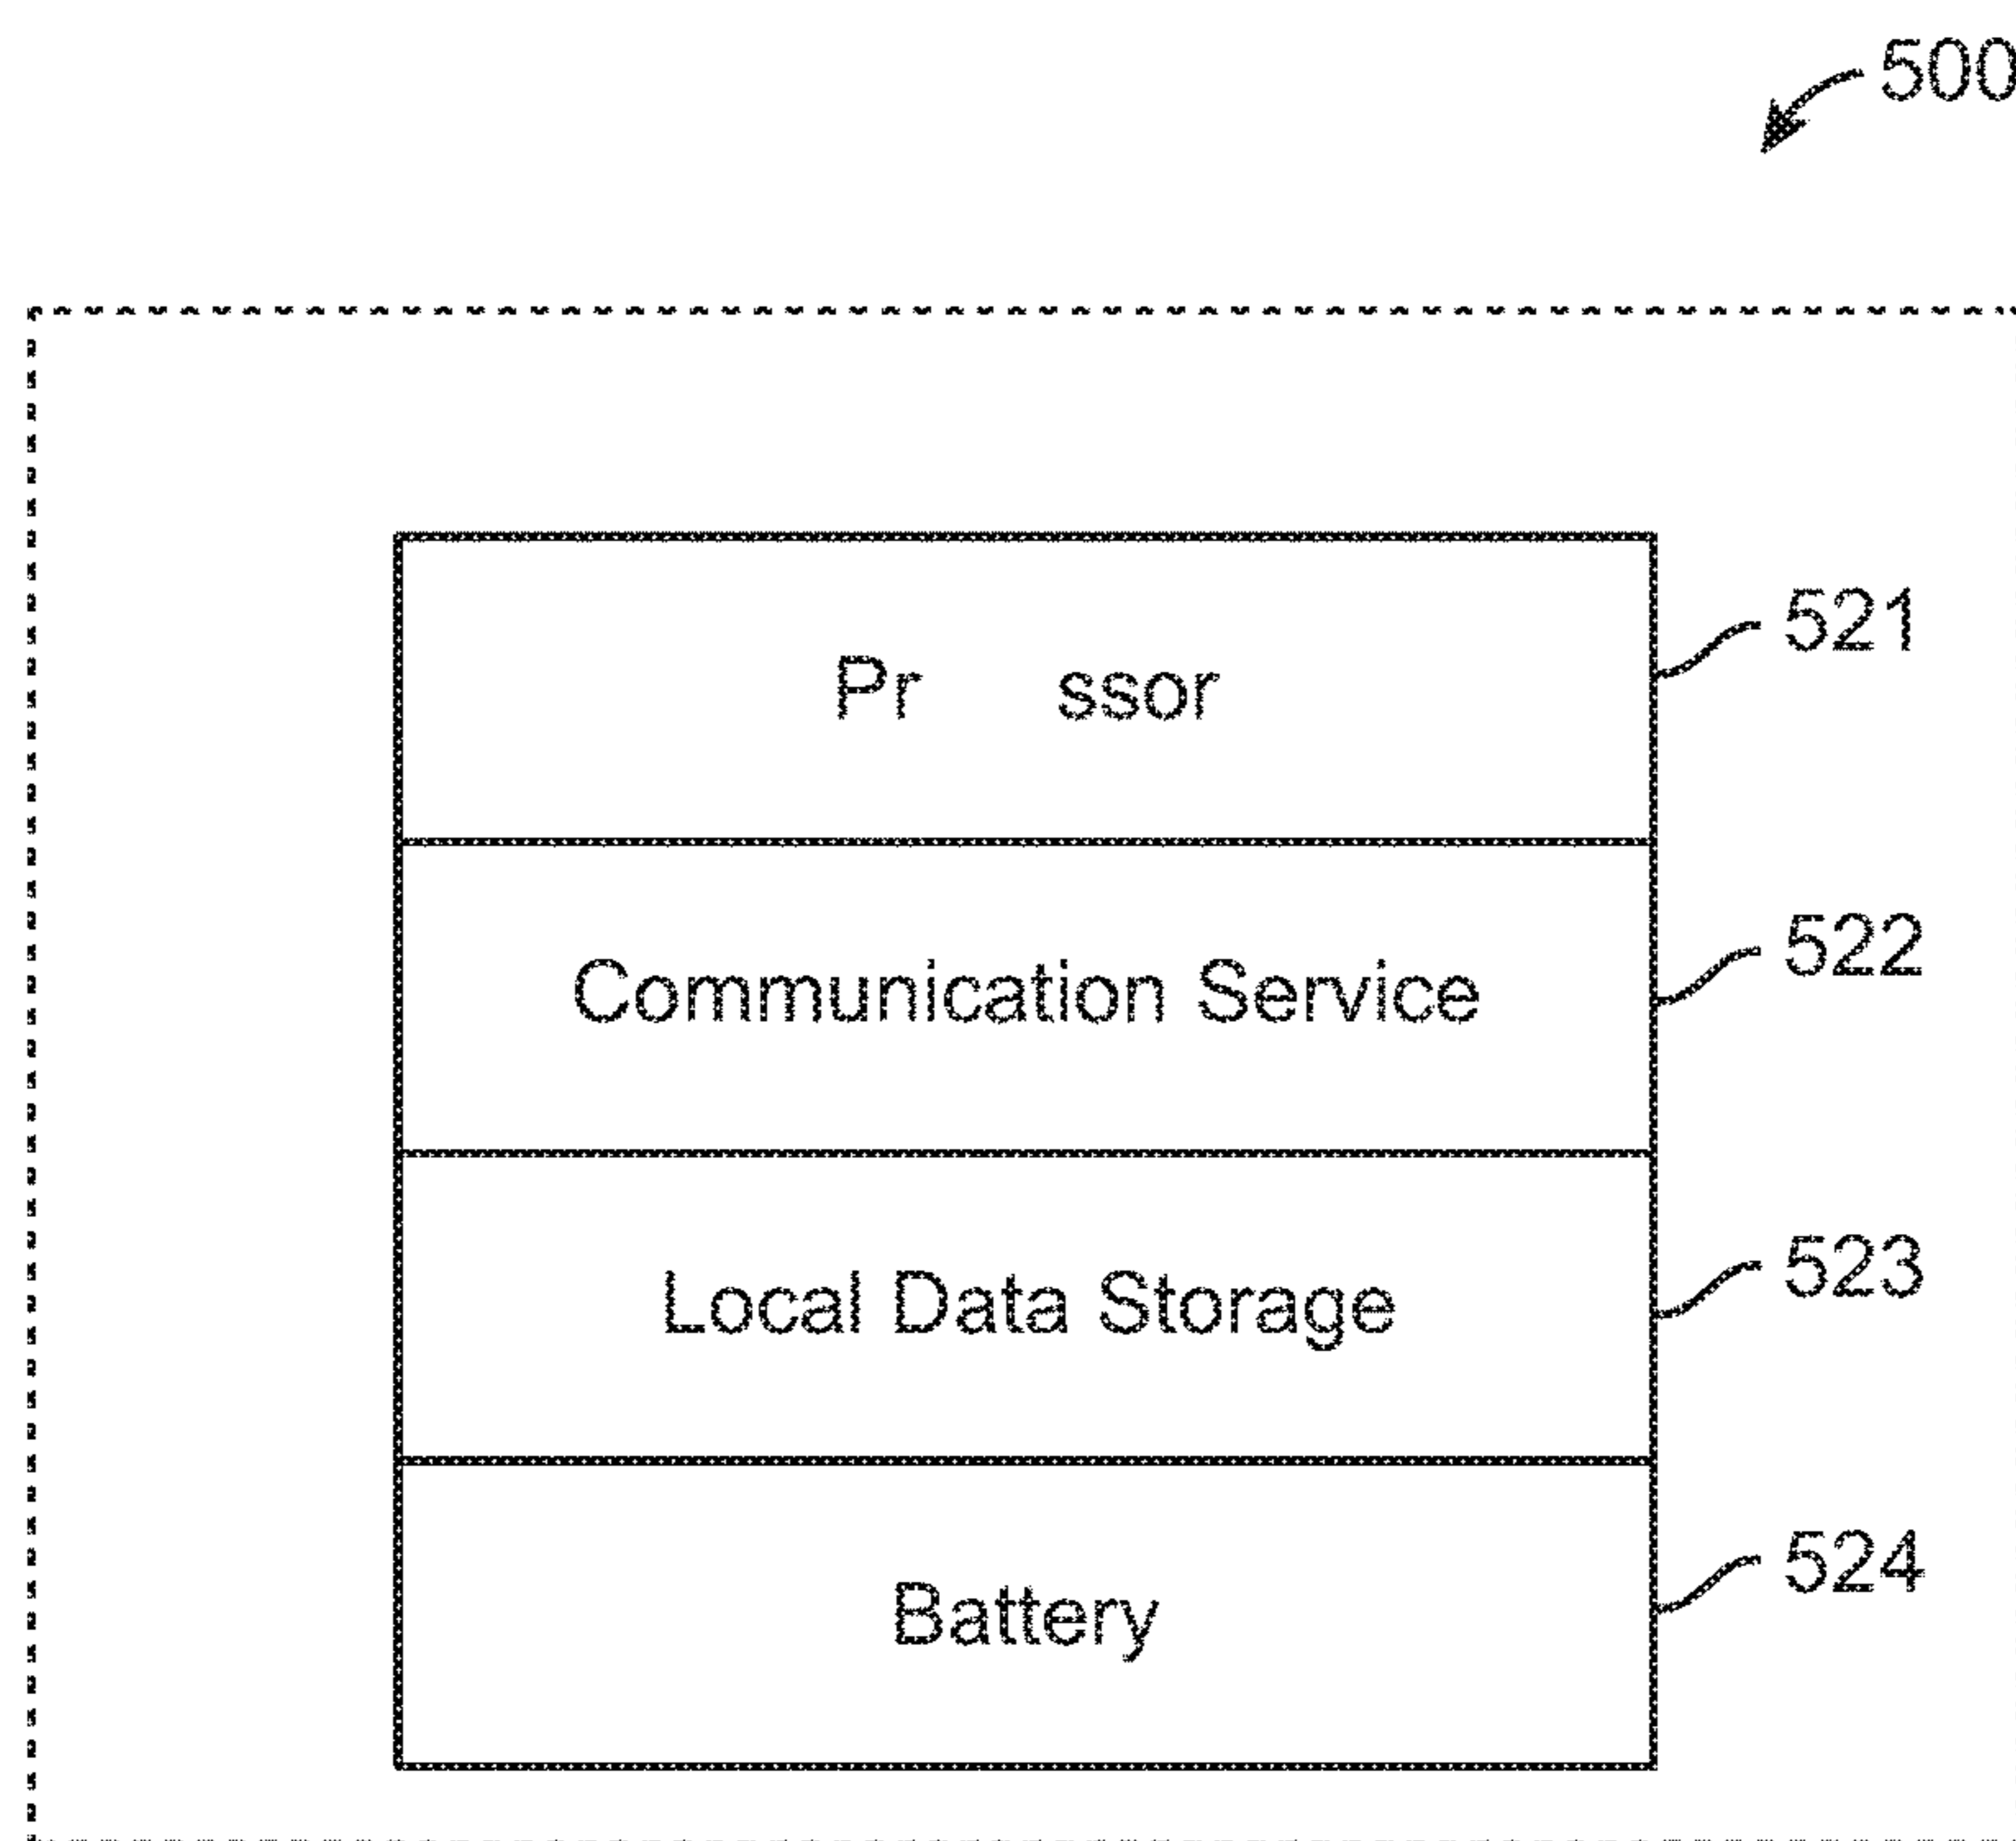 500
Pr ssor
521
Communication Service
522
Local Data Storage
523
Battery
524